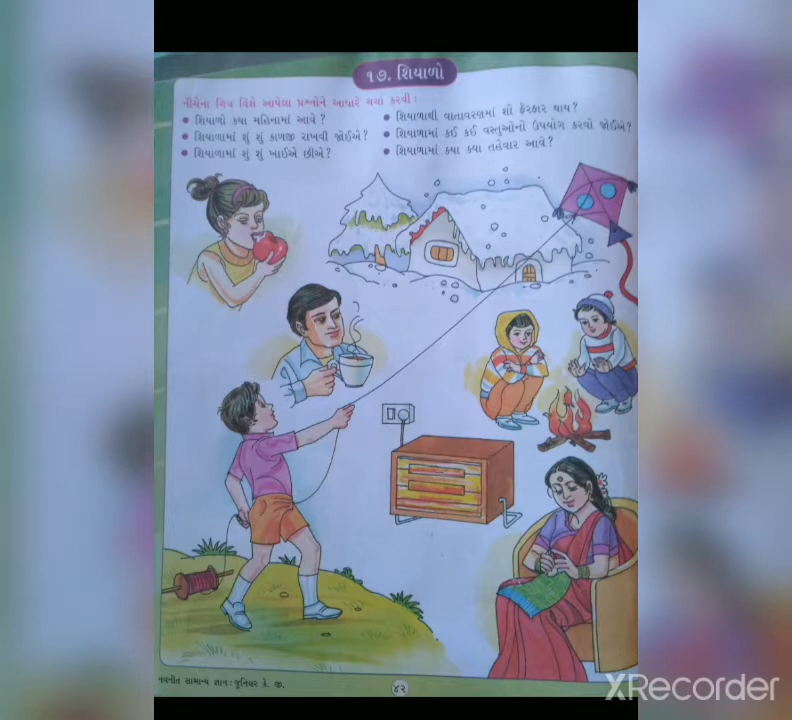 ૧૭. શિયાળો
નીચેના ચિત્ર વિશે આપેલા પ્રશ્નોને આધારે ચર્ચા કરવી :
● શિયાળો કયા મહિનામાં આવે ?
● શિયાળામાં શું શું કાળજી રાખવી જોઈએ ?
● શિયાળામાં શું શું ખાઈએ છીએ ?
● શિયાળાથી વાતાવરણમાં શો ફેરફાર થાય ?
● શિયાળામાં કઈ કઈ વસ્તુઓનો ઉપયોગ કરવો જોઈએ ?
● શિયાળામાં કયા કયા તહેવાર આવે ?
નવનીત સામાન્ય જ્ઞાન : જુનિયર કે. જી.
૪૨
XRecorder